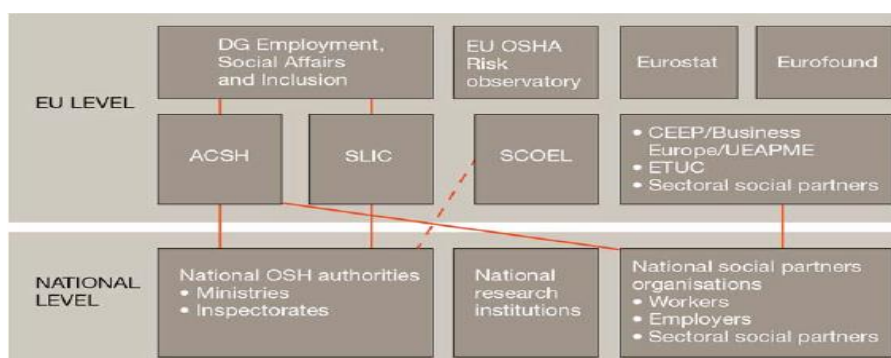 EU LEVEL
DG Employment,
Social Affairs
and Inclusion
EU OSHA
Risk
observatory
Eurostat
Eurofound
ACSH
SLIC
SCOEL
• CEEP/Business
Europe/UEAPME
• ETUC
• Sectoral social partners
NATIONAL
LEVEL
National OSH authorities
• Ministries
• Inspectorates
National
research
institutions
National social partners
organisations
• Workers
• Employers
• Sectoral social partners